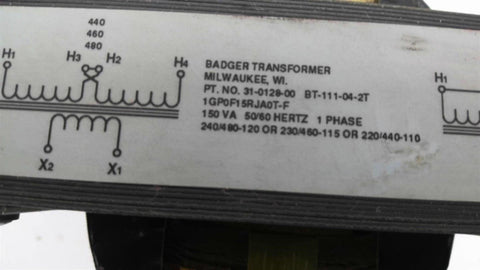 440
460
480
H1
H3 H2
H4
BADGER TRANSFORMER
MILWAUKEE, WI.
PT. NO. 31-0128-00 BT-111-04-2T
1GP0F15RJA0T-F
150 VA 50/60 HERTZ 1 PHASE
240/480-120 OR 230/460-115 OR 220/440-110
X2 X1
H1